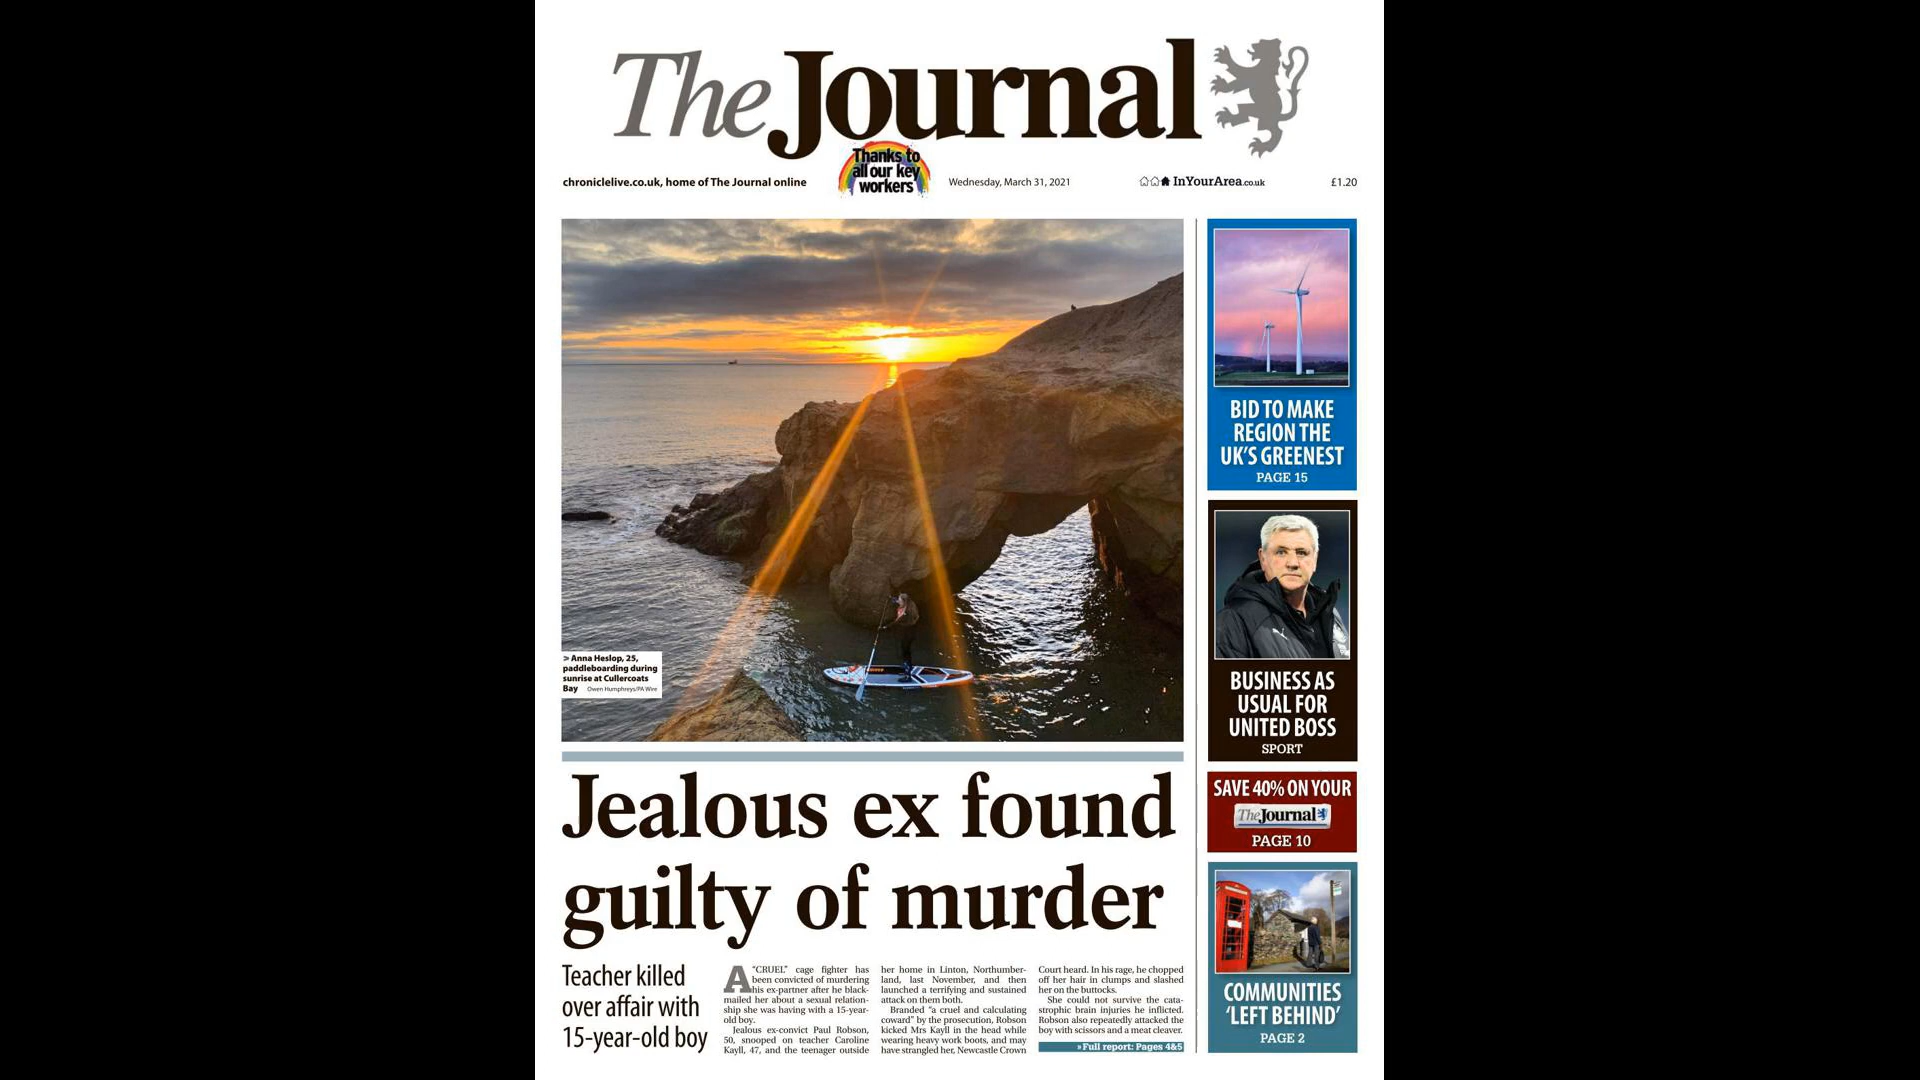 The Journal
chroniclelive.co.uk, home of The Journal online
Thanks to
all our key
workers
Wednesday, March 31, 2021
InYourArea.co.uk
£1.20
> Anna Heslop, 25,
paddleboarding during
sunrise at Cullercoats
Bay Owen Humphreys/PA Wire
Jealous ex found
guilty of murder
Teacher killed
over affair with
15-year-old boy
A "CRUEL" cage fighter has
been convicted of murdering
his ex-partner after he black-
mailed her about a sexual relation-
ship she was having with a 15-year-
old boy.
Jealous ex-convict Paul Robson,
50, snooped on teacher Caroline
Kayll, 47, and the teenager outside
her home in Linton, Northumber-
land, last November, and then
launched a terrifying and sustained
attack on them both.
Branded "a cruel and calculating
coward" by the prosecution, Robson
kicked Mrs Kayll in the head while
wearing heavy work boots, and may
have strangled her, Newcastle Crown
Court heard. In his rage, he chopped
off her hair in clumps and slashed
her on the buttocks.
She could not survive the cata-
strophic brain injuries he inflicted.
Robson also repeatedly attacked the
boy with scissors and a meat cleaver.
» Full report: Pages 4&5
BID TO MAKE
REGION THE
UK'S GREENEST
PAGE 15
BUSINESS AS
USUAL FOR
UNITED BOSS
SPORT
SAVE 40% ON YOUR
The Journal
PAGE 10
COMMUNITIES
'LEFT BEHIND'
PAGE 2